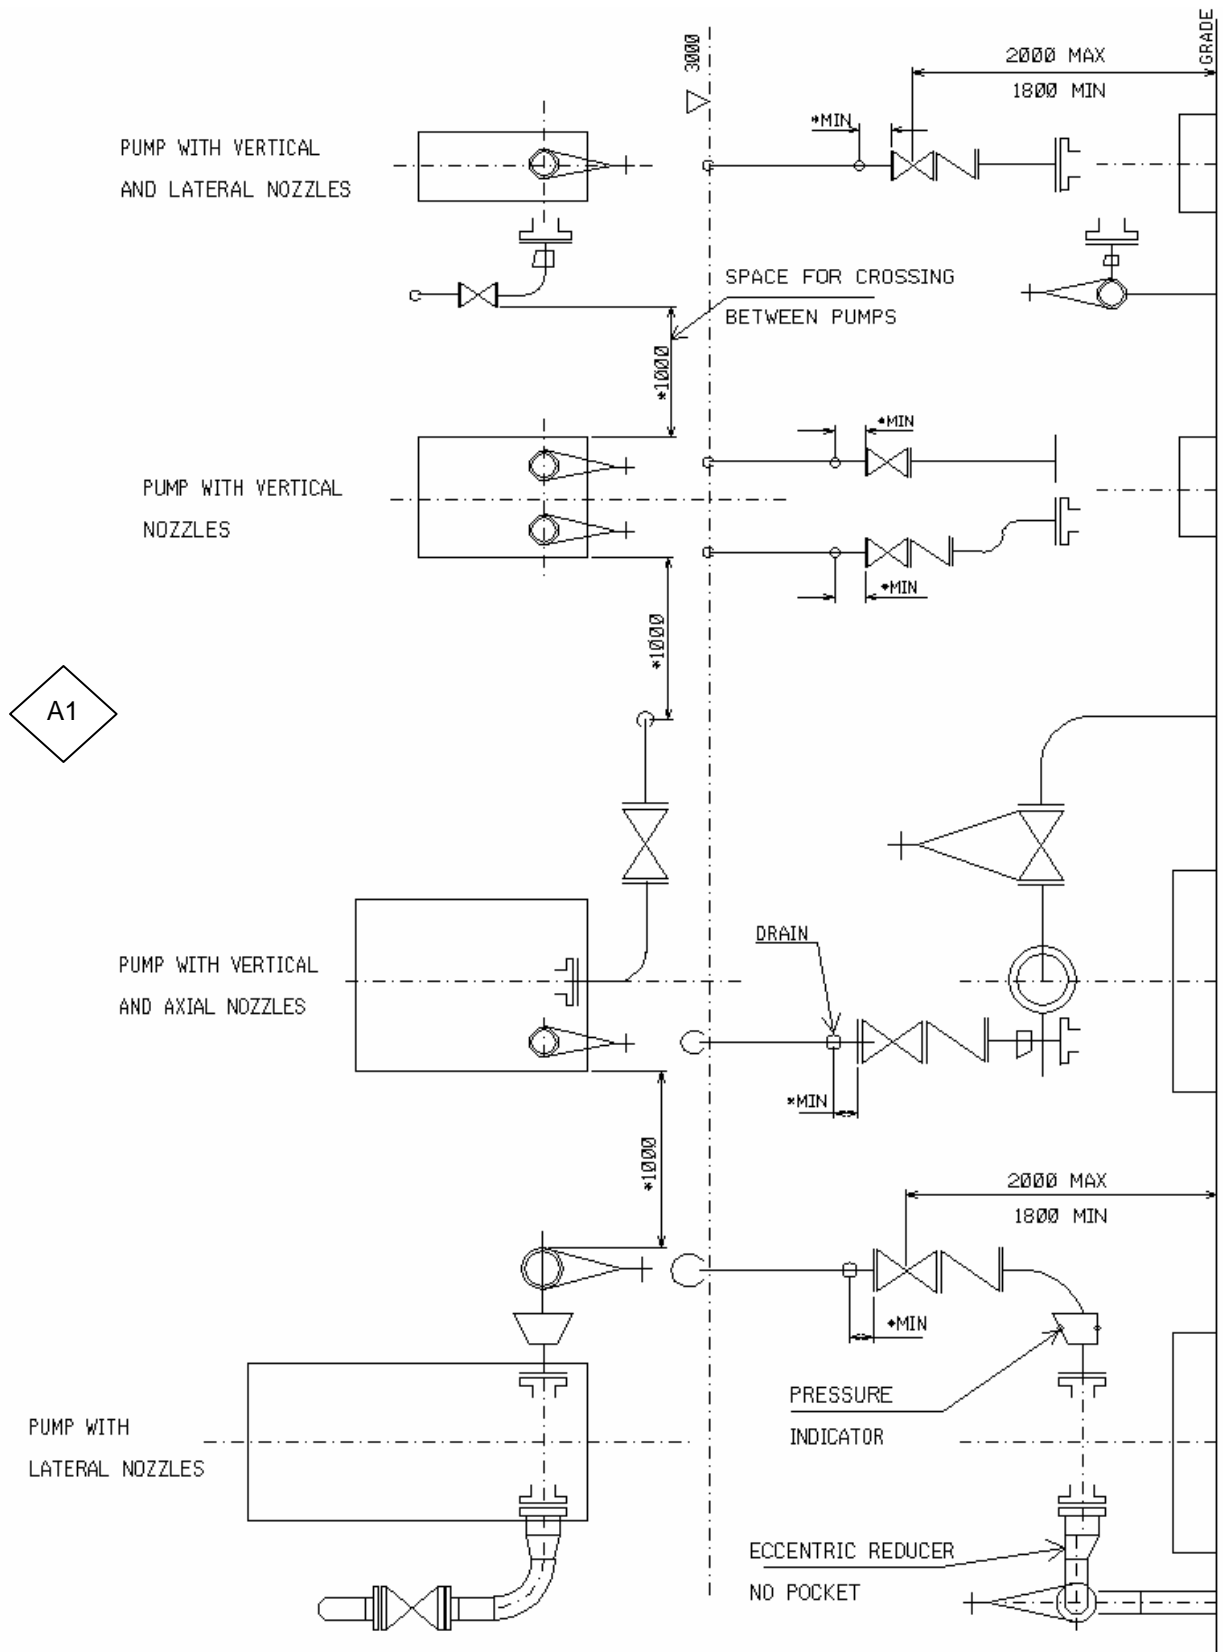 GRADE
3000
2000 MAX
1800 MIN
*MIN
PUMP WITH VERTICAL
AND LATERAL NOZZLES
SPACE FOR CROSSING
BETWEEN PUMPS
*1000
*MIN
PUMP WITH VERTICAL
NOZZLES
*MIN
*1000
A1
DRAIN
PUMP WITH VERTICAL
AND AXIAL NOZZLES
*MIN
*1000
2000 MAX
1800 MIN
*MIN
PRESSURE
INDICATOR
PUMP WITH
LATERAL NOZZLES
ECCENTRIC REDUCER
NO POCKET